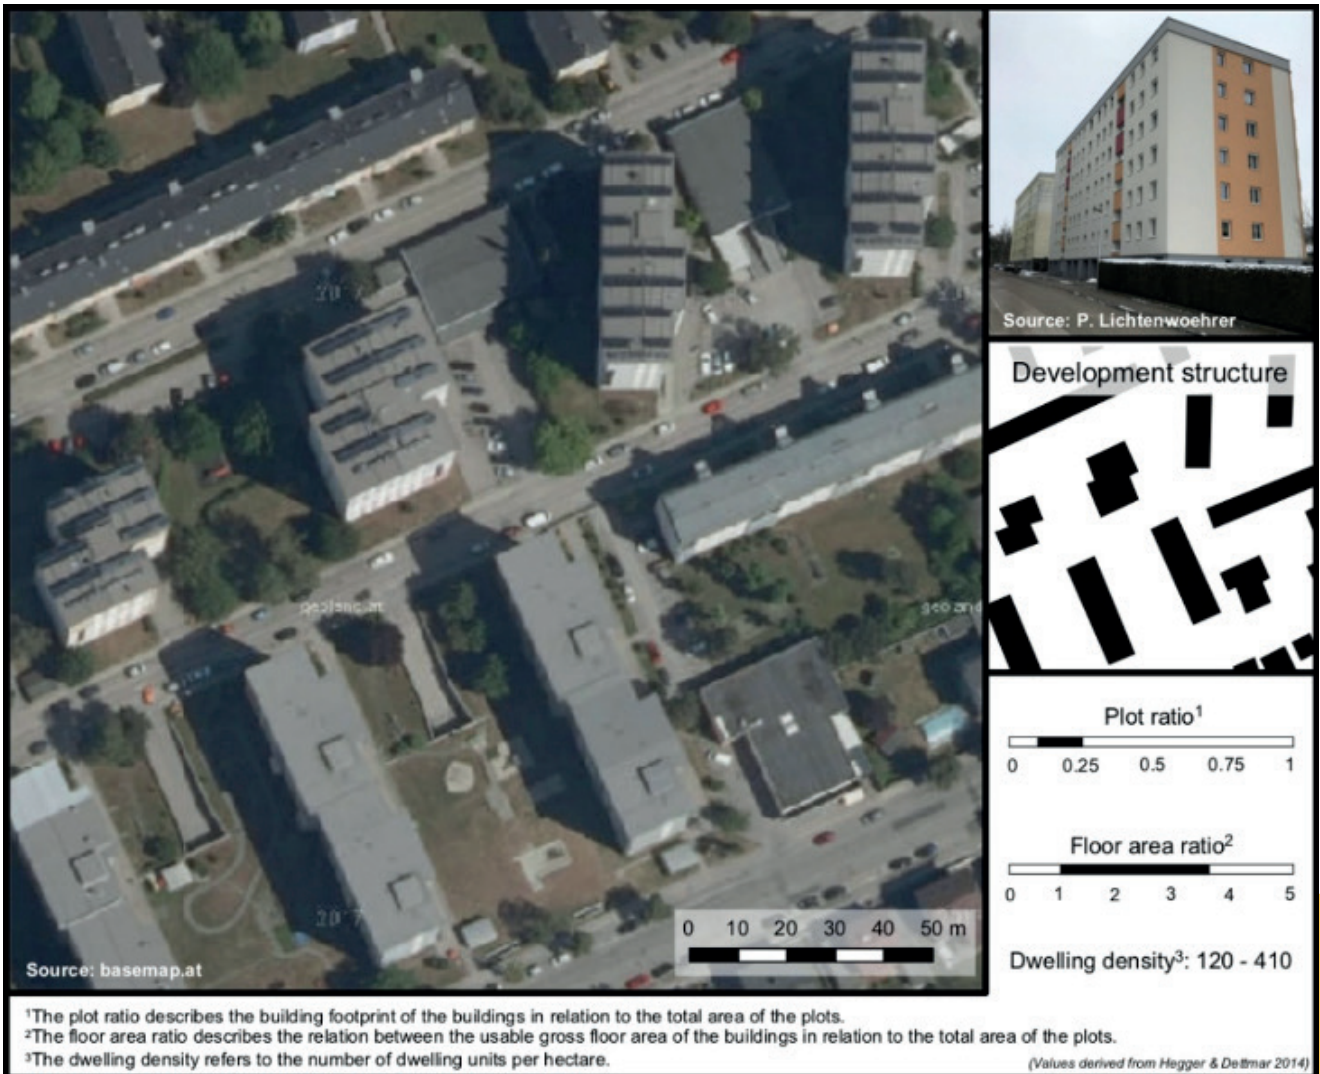 Source: P. Lichtenwoehrer
Development structure
2017
geoland.at
geoland
2017
Source: basemap.at
0 10 20 30 40 50 m
Plot ratio¹
0 0.25 0.5 0.75 1
Floor area ratio²
0 1 2 3 4 5
Dwelling density³: 120 - 410
¹The plot ratio describes the building footprint of the buildings in relation to the total area of the plots.
²The floor area ratio describes the relation between the usable gross floor area of the buildings in relation to the total area of the plots.
³The dwelling density refers to the number of dwelling units per hectare.
(Values derived from Hegger & Dettmar 2014)